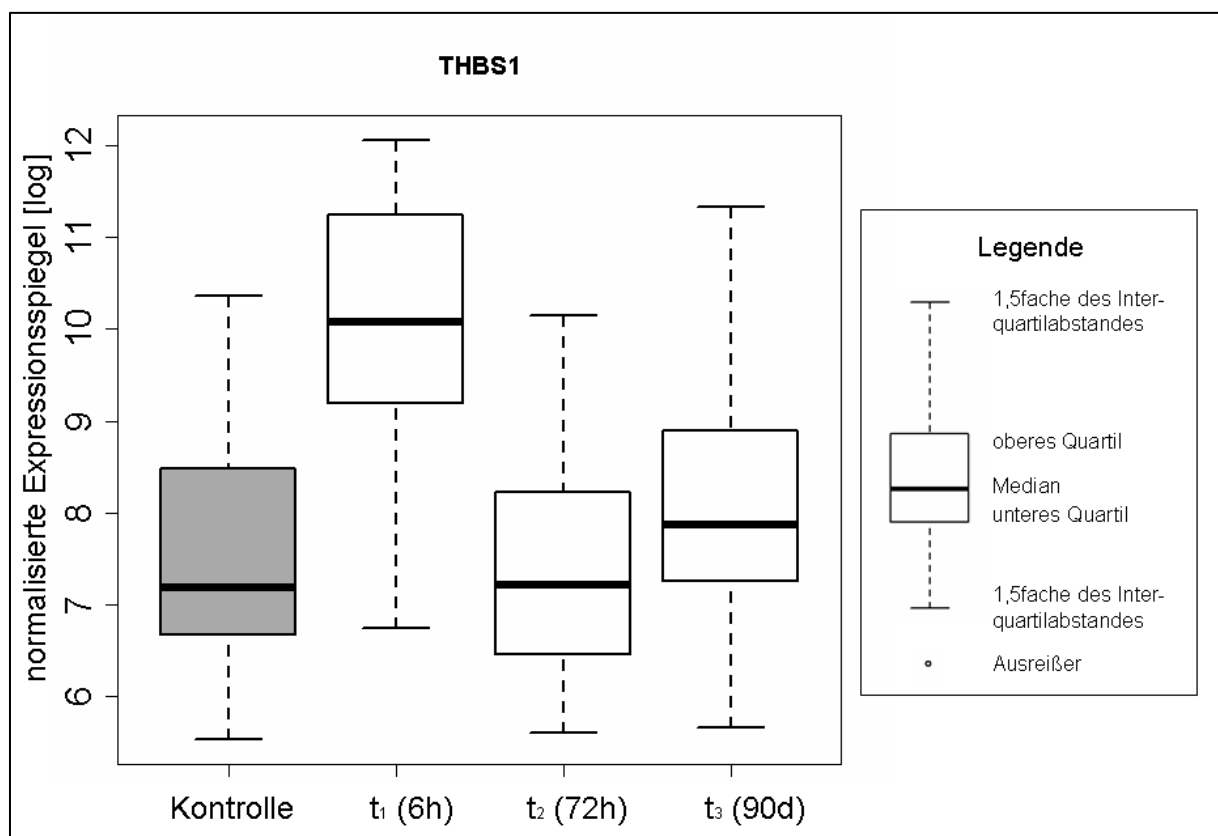 THBS1
normalisierte Expressionsspiegel [log]
12
11
10
9
8
7
6
Kontrolle
t₁ (6h)
t₂ (72h)
t₃ (90d)
Legende
1,5fache des Inter-
quartilabstandes
oberes Quartil
Median
unteres Quartil
1,5fache des Inter-
quartilabstandes
Ausreißer